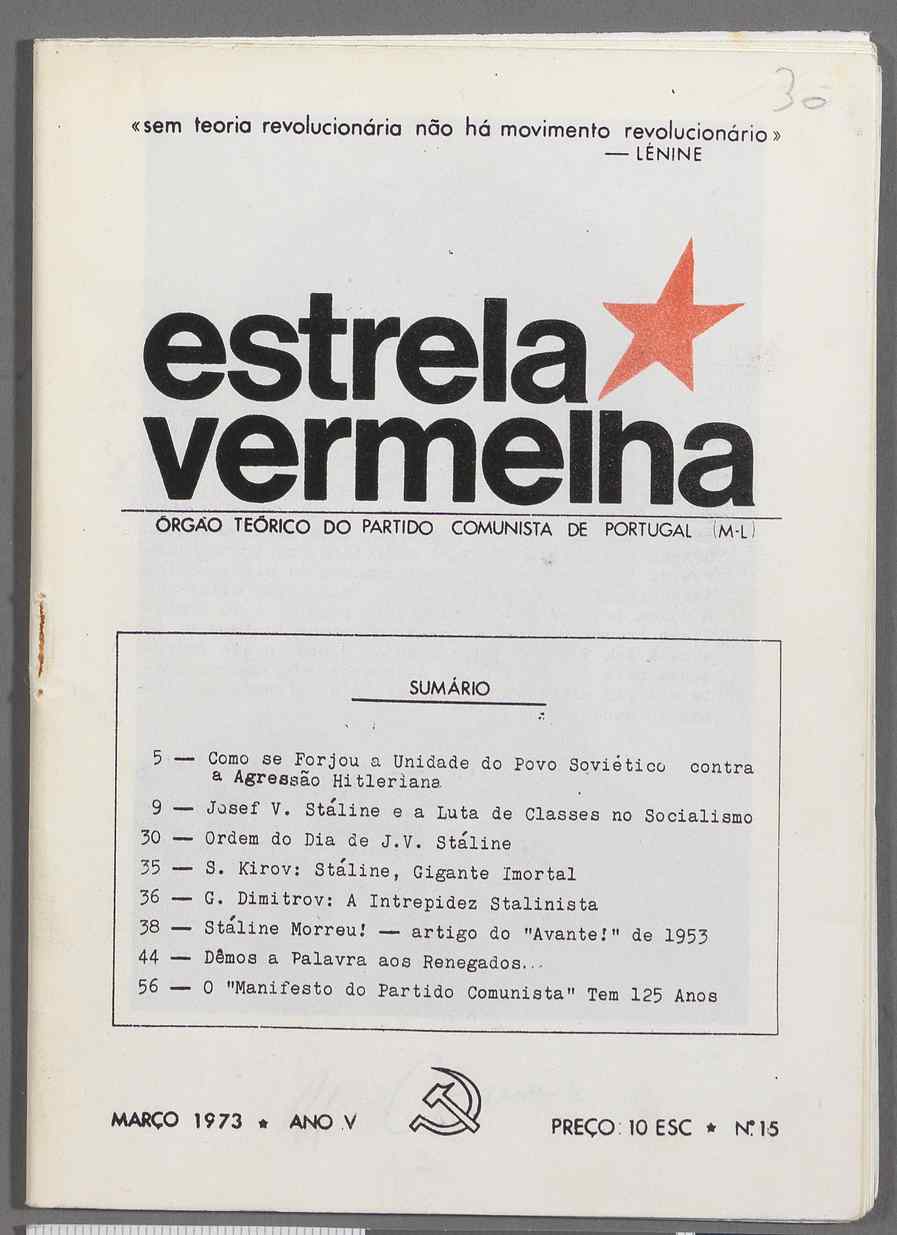 30
«sem teoria revolucionária não há movimento revolucionário»
— LÉNINE
estrela
vermelha
ÓRGÃO TEÓRICO DO PARTIDO COMUNISTA DE PORTUGAL (M-L)
SUMÁRIO
5 — Como se Forjou a Unidade do Povo Soviético contra
a Agressão Hitleriana
9 — Josef V. Stáline e a Luta de Classes no Socialismo
30 — Ordem do Dia de J.V. Stáline
35 — S. Kirov: Stáline, Gigante Imortal
36 — G. Dimitrov: A Intrepidez Stalinista
38 — Stáline Morreu! — artigo do "Avante!" de 1953
44 — Dêmos a Palavra aos Renegados...
56 — O "Manifesto do Partido Comunista" Tem 125 Anos
MARÇO 1973 ★ ANO V PREÇO: 10 ESC ★ N.º 15